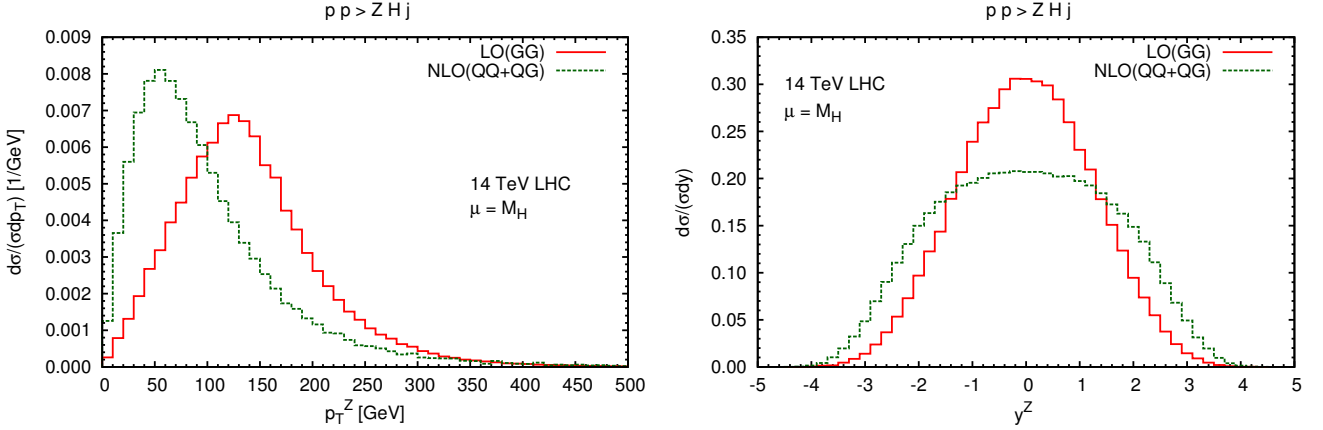 p p > Z H j
0.009
0.008
0.007
0.006
0.005
0.004
0.003
0.002
0.001
0.000
dσ/(σdp_T) [1/GeV]
LO(GG)
NLO(QQ+QG)
14 TeV LHC
μ = M_H
0 50 100 150 200 250 300 350 400 450 500
p_T^Z [GeV]
p p > Z H j
0.35
0.30
0.25
0.20
0.15
0.10
0.05
0.00
dσ/(σdy)
LO(GG)
NLO(QQ+QG)
14 TeV LHC
μ = M_H
-5 -4 -3 -2 -1 0 1 2 3 4 5
y^Z